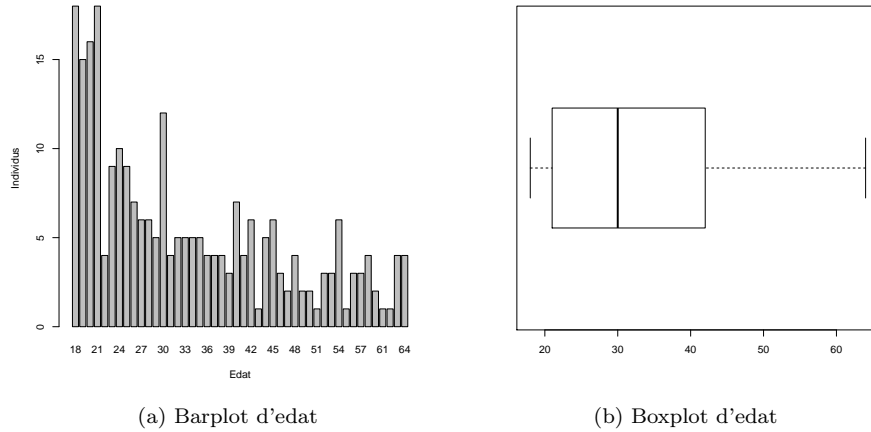 15
10
5
0
Individus
18 21 24 27 30 33 36 39 42 45 48 51 54 57 61 64
Edat
20 30 40 50 60
(a) Barplot d'edat
(b) Boxplot d'edat